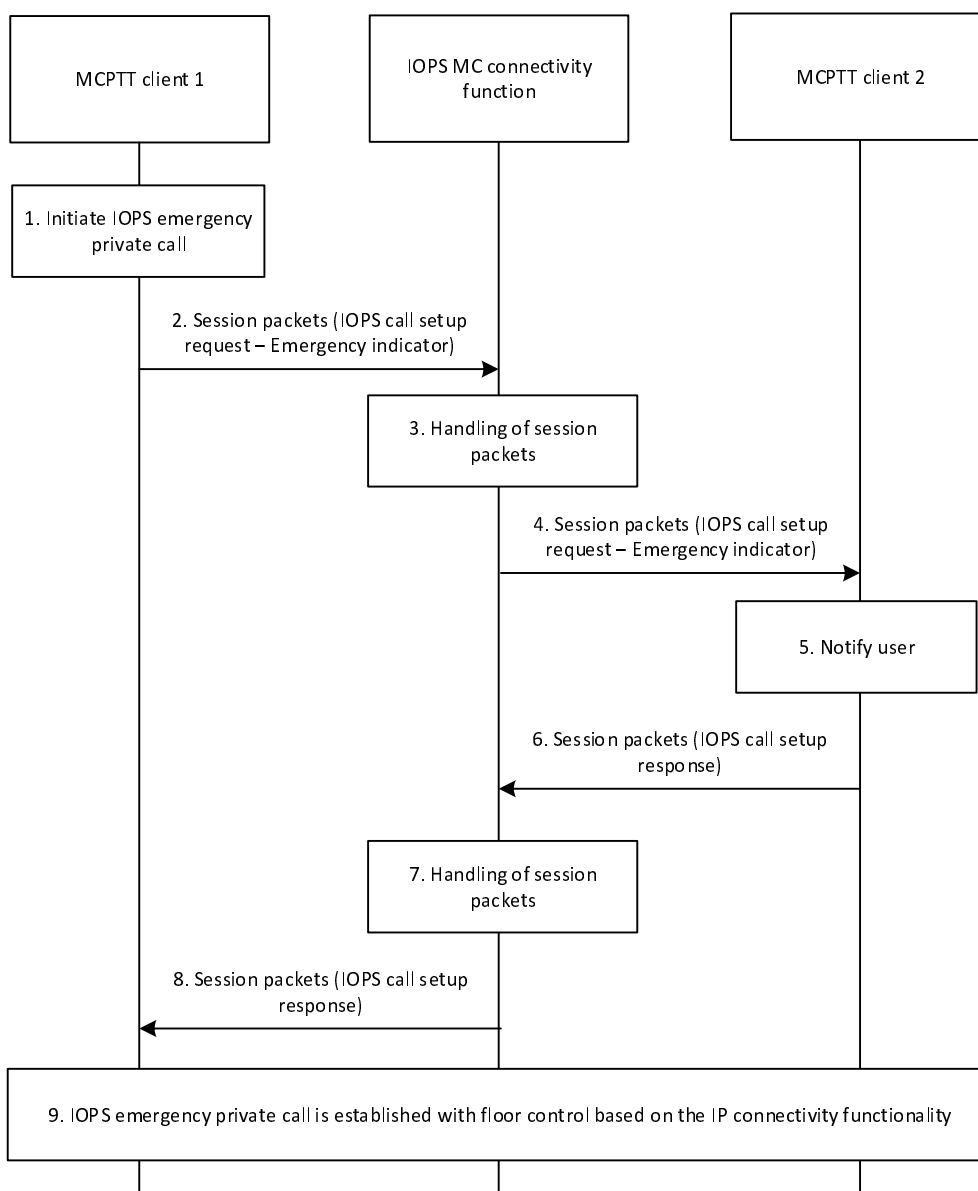 MCPTT client 1
IOPS MC connectivity
function
MCPTT client 2
1. Initiate IOPS emergency
private call
2. Session packets (IOPS call setup
request – Emergency indicator)
3. Handling of session
packets
4. Session packets (IOPS call setup
request – Emergency indicator)
5. Notify user
6. Session packets (IOPS call setup
response)
7. Handling of session
packets
8. Session packets (IOPS call setup
response)
9. IOPS emergency private call is established with floor control based on the IP connectivity functionality